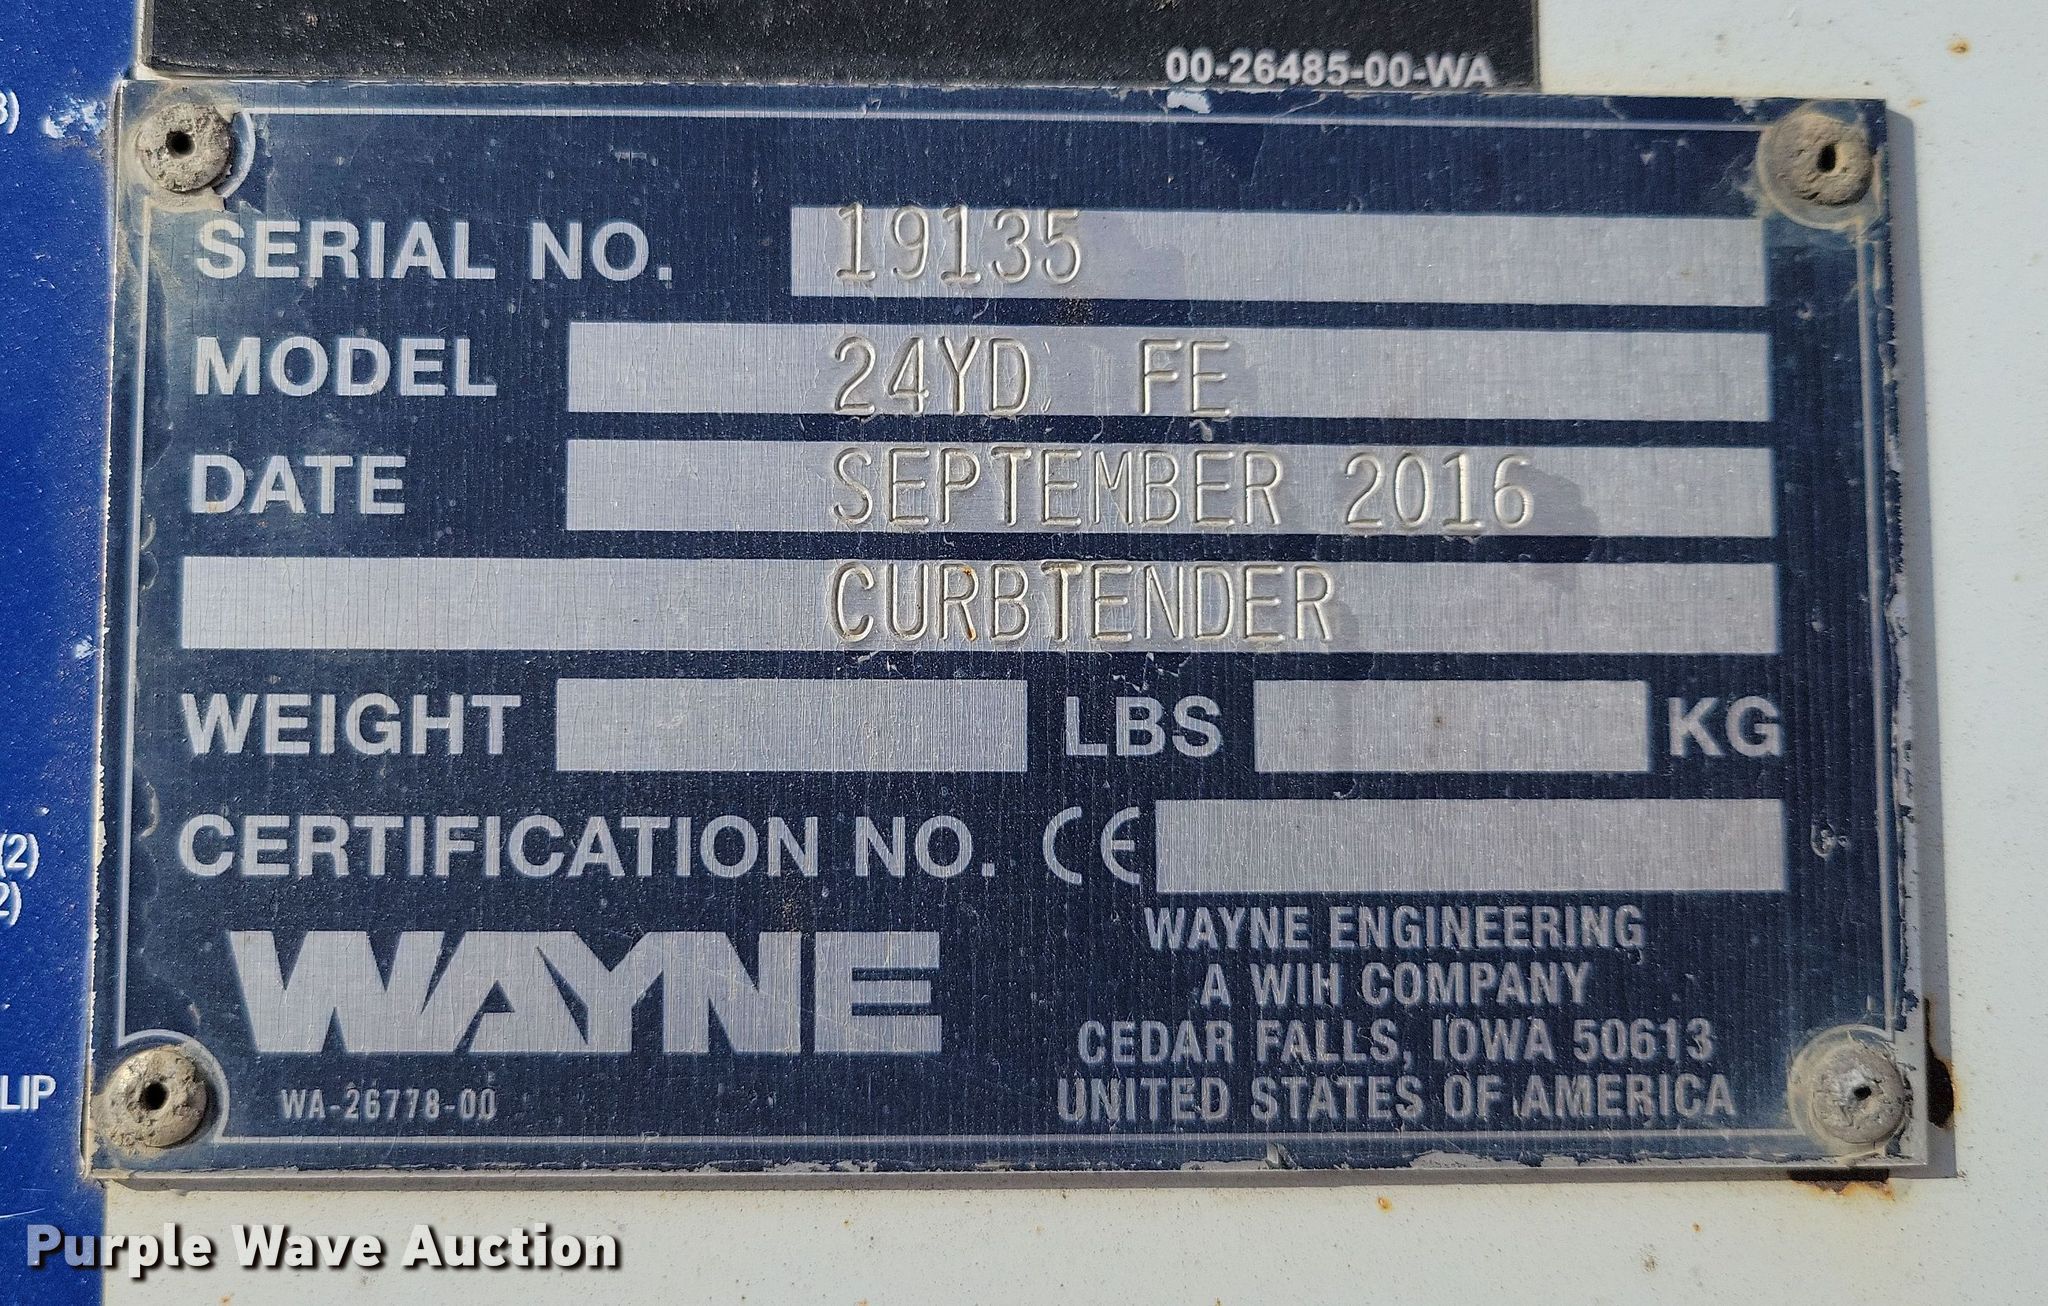 00-26485-00-WA
SERIAL NO. 19135
MODEL 24YD FE
DATE SEPTEMBER 2016
CURBTENDER
WEIGHT LBS KG
CERTIFICATION NO. CE
WAYNE
WA-26778-00
WAYNE ENGINEERING
A WIH COMPANY
CEDAR FALLS, IOWA 50613
UNITED STATES OF AMERICA
(2)
LIP
Purple Wave Auction